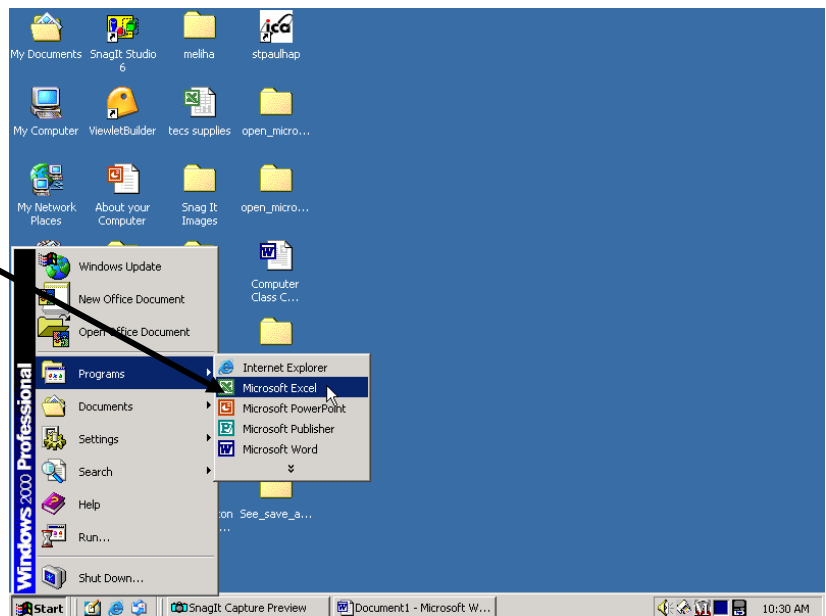 My Documents
SnagIt Studio
6
meliha
stpaulhap
My Computer
ViewletBuilder
tecs supplies
open_micro...
My Network
Places
About your
Computer
Snag It
Images
open_micro...
Computer
Class C...
See_save_a...
Windows 2000 Professional
Windows Update
New Office Document
Open Office Document
Programs
Documents
Settings
Search
Help
Run...
Shut Down...
Internet Explorer
Microsoft Excel
Microsoft PowerPoint
Microsoft Publisher
Microsoft Word
Start
SnagIt Capture Preview
Document1 - Microsoft W...
10:30 AM